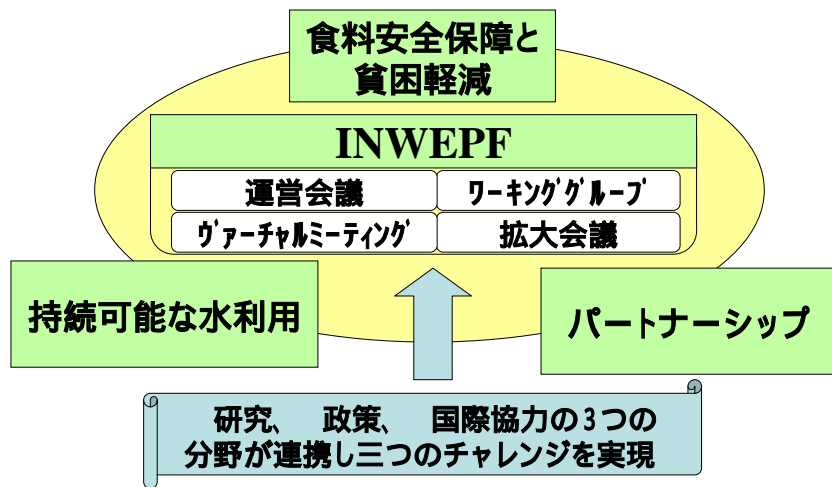 食料安全保障と
貧困軽減
INWEPF
運営会議
ワーキンググループ
ヴァーチャルミーティング
拡大会議
持続可能な水利用
パートナーシップ
研究、 政策、 国際協力の3つの
分野が連携し三つのチャレンジを実現